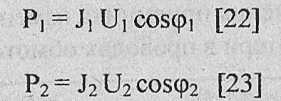 P₁ = J₁ U₁ cosφ₁ [22]
P₂ = J₂ U₂ cosφ₂ [23]